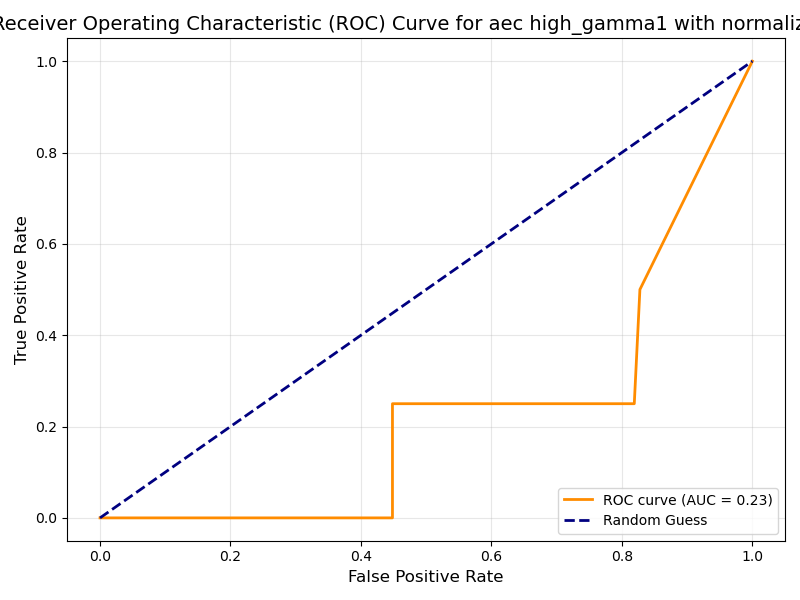 Receiver Operating Characteristic (ROC) Curve for aec high_gamma1 with normaliz
1.0
0.8
0.6
0.4
0.2
0.0
True Positive Rate
ROC curve (AUC = 0.23)
Random Guess
0.0 0.2 0.4 0.6 0.8 1.0
False Positive Rate